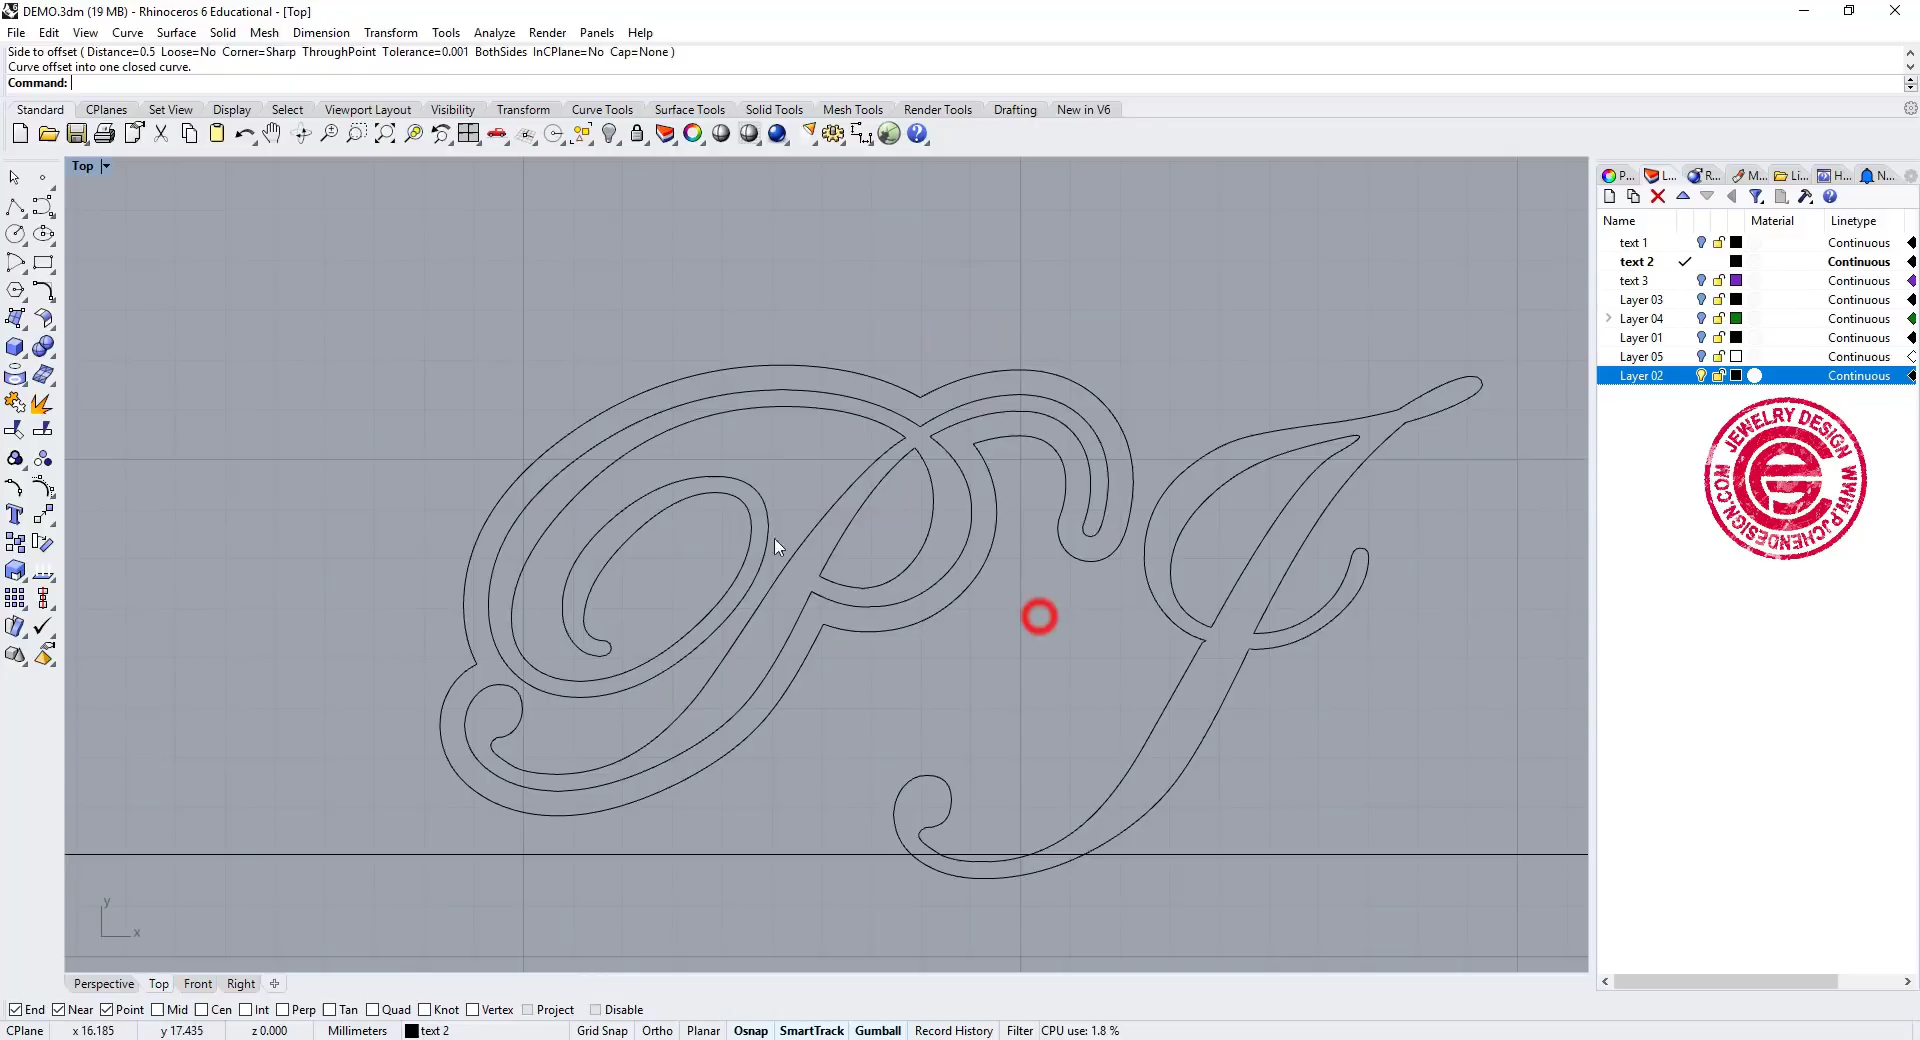 DEMO.3dm (19 MB) - Rhinoceros 6 Educational - [Top]
File Edit View Curve Surface Solid Mesh Dimension Transform Tools Analyze Render Panels Help
Side to offset ( Distance=0.5 Loose=No Corner=Sharp ThroughPoint Tolerance=0.001 BothSides InCPlane=No Cap=None )
Curve offset into one closed curve.
Command:
Standard CPlanes Set View Display Select Viewport Layout Visibility Transform Curve Tools Surface Tools Solid Tools Mesh Tools Render Tools Drafting New in V6
Top
P... L... R... M... Li... H... N...
Name Material Linetype
text 1 Continuous
text 2 Continuous
text 3 Continuous
Layer 03 Continuous
Layer 04 Continuous
Layer 01 Continuous
Layer 05 Continuous
Layer 02 Continuous
JEWELRY DESIGN WWW.PJCHENDESIGN.COM
PJ
y
x
Perspective Top Front Right
End Near Point Mid Cen Int Perp Tan Quad Knot Vertex Project Disable
CPlane x 16.185 y 17.435 z 0.000 Millimeters text 2 Grid Snap Ortho Planar Osnap SmartTrack Gumball Record History Filter CPU use: 1.8 %